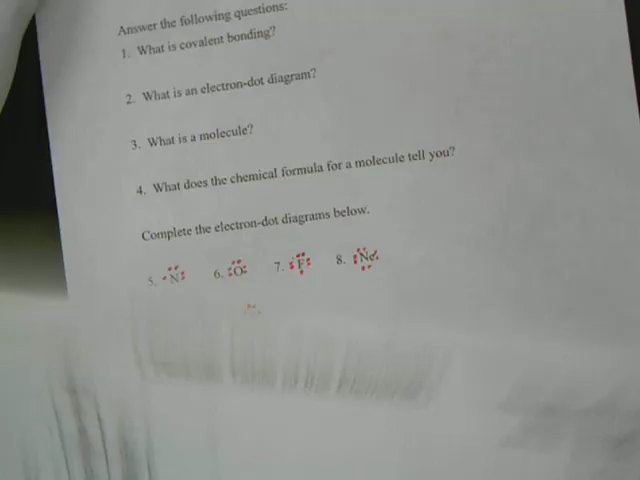 Answer the following questions:
1. What is covalent bonding?
2. What is an electron-dot diagram?
3. What is a molecule?
4. What does the chemical formula for a molecule tell you?
Complete the electron-dot diagrams below.
5. N 6. O 7. F 8. Ne